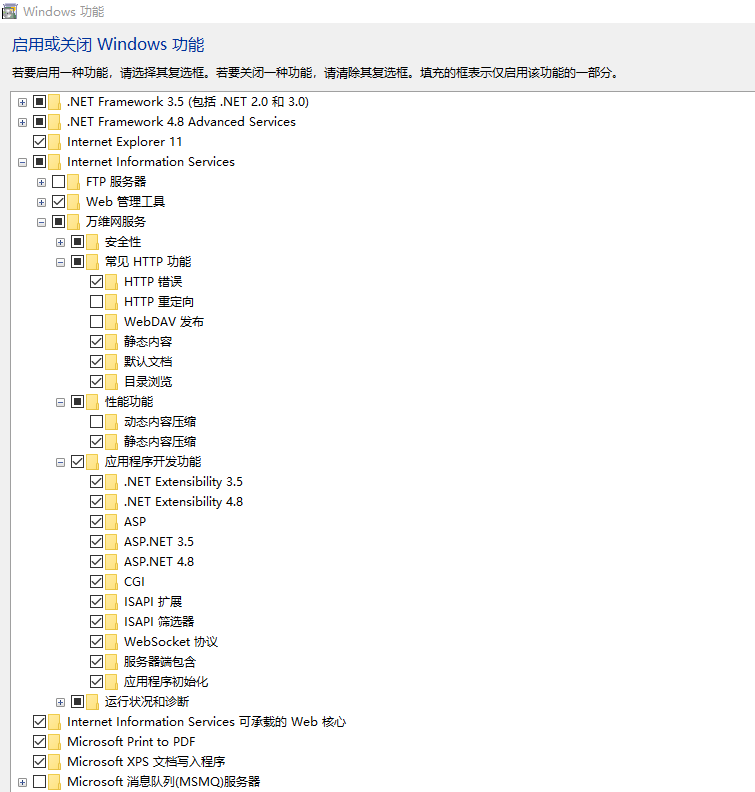 Windows 功能
启用或关闭 Windows 功能
若要启用一种功能，请选择其复选框。若要关闭一种功能，请清除其复选框。填充的框表示仅启用该功能的一部分。
.NET Framework 3.5 (包括 .NET 2.0 和 3.0)
.NET Framework 4.8 Advanced Services
Internet Explorer 11
Internet Information Services
FTP 服务器
Web 管理工具
万维网服务
安全性
常见 HTTP 功能
HTTP 错误
HTTP 重定向
WebDAV 发布
静态内容
默认文档
目录浏览
性能功能
动态内容压缩
静态内容压缩
应用程序开发功能
.NET Extensibility 3.5
.NET Extensibility 4.8
ASP
ASP.NET 3.5
ASP.NET 4.8
CGI
ISAPI 扩展
ISAPI 筛选器
WebSocket 协议
服务器端包含
应用程序初始化
运行状况和诊断
Internet Information Services 可承载的 Web 核心
Microsoft Print to PDF
Microsoft XPS 文档写入程序
Microsoft 消息队列(MSMQ)服务器